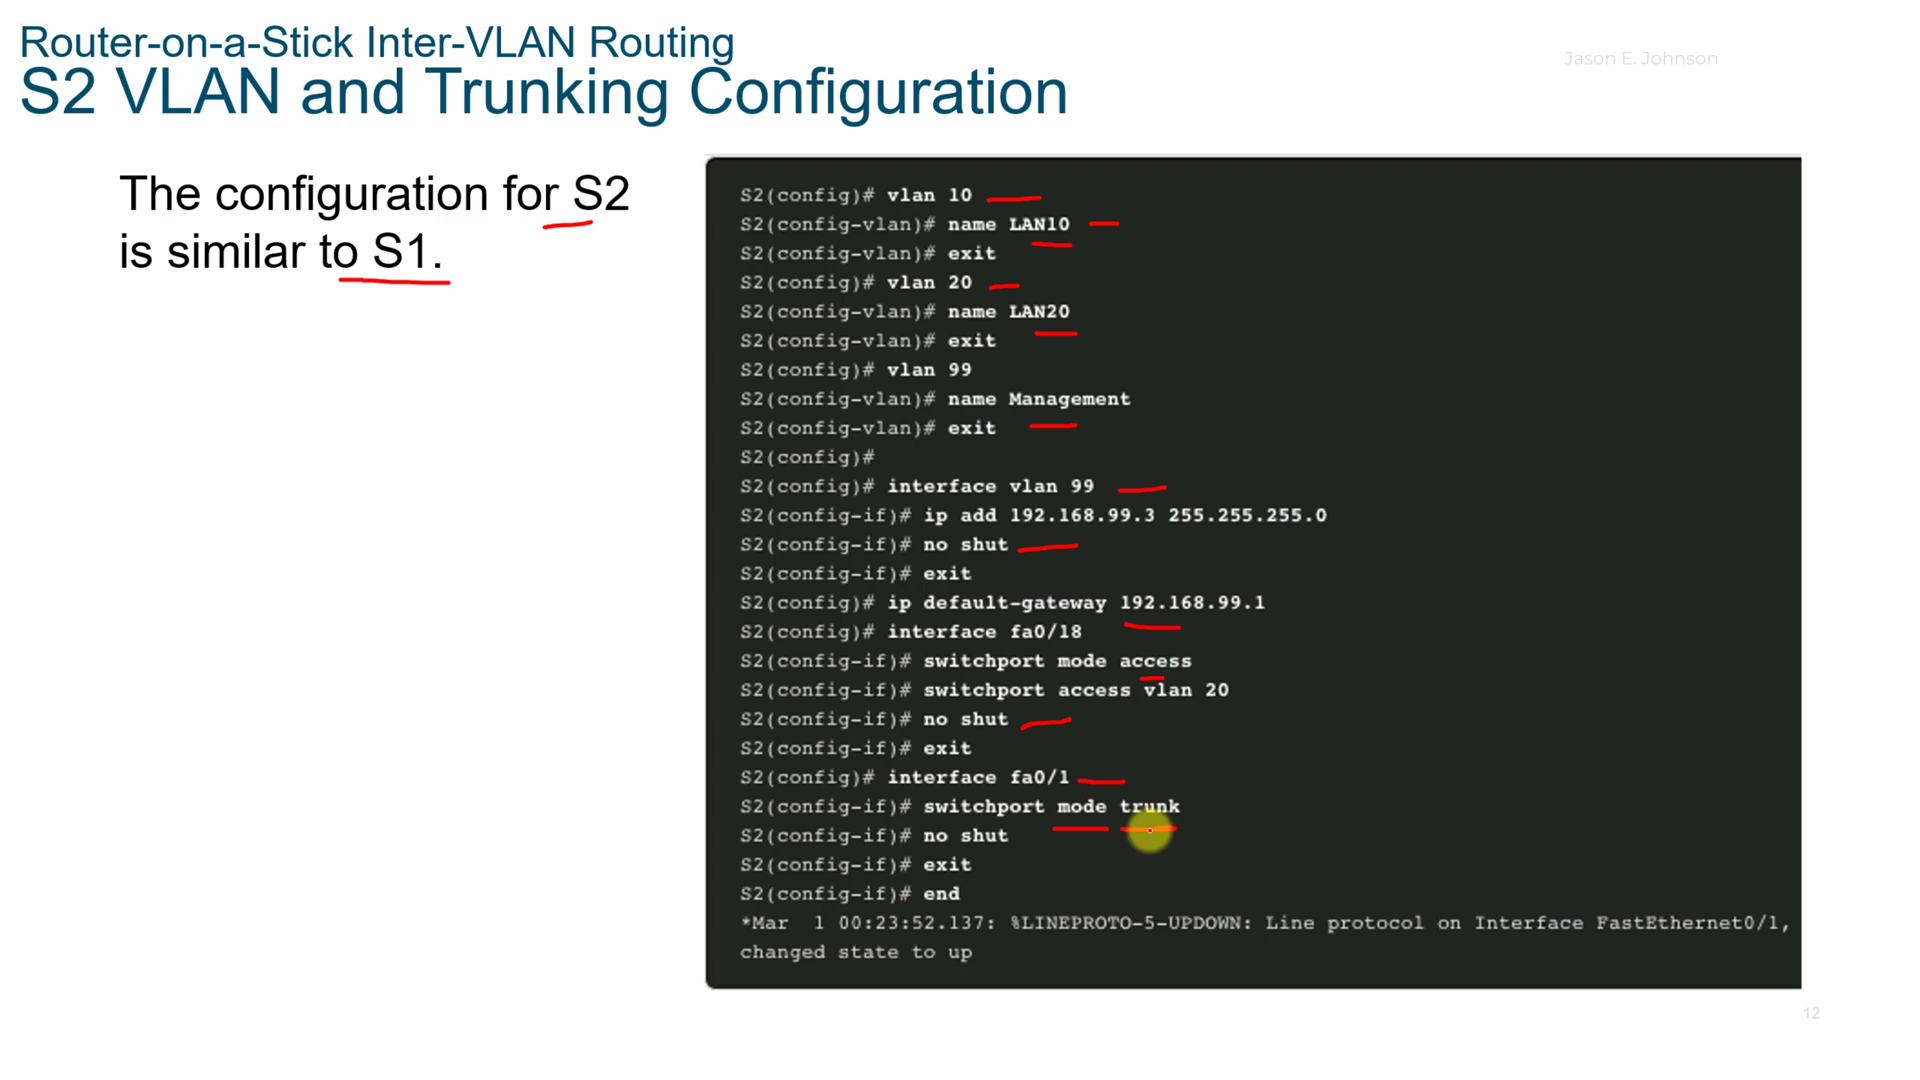 Router-on-a-Stick Inter-VLAN Routing
Jason E. Johnson
S2 VLAN and Trunking Configuration
The configuration for S2
is similar to S1.
S2(config)# vlan 10
S2(config-vlan)# name LAN10
S2(config-vlan)# exit
S2(config)# vlan 20
S2(config-vlan)# name LAN20
S2(config-vlan)# exit
S2(config)# vlan 99
S2(config-vlan)# name Management
S2(config-vlan)# exit
S2(config)#
S2(config)# interface vlan 99
S2(config-if)# ip add 192.168.99.3 255.255.255.0
S2(config-if)# no shut
S2(config-if)# exit
S2(config)# ip default-gateway 192.168.99.1
S2(config)# interface fa0/18
S2(config-if)# switchport mode access
S2(config-if)# switchport access vlan 20
S2(config-if)# no shut
S2(config-if)# exit
S2(config)# interface fa0/1
S2(config-if)# switchport mode trunk
S2(config-if)# no shut
S2(config-if)# exit
S2(config-if)# end
*Mar  1 00:23:52.137: %LINEPROTO-5-UPDOWN: Line protocol on Interface FastEthernet0/1,
changed state to up
12